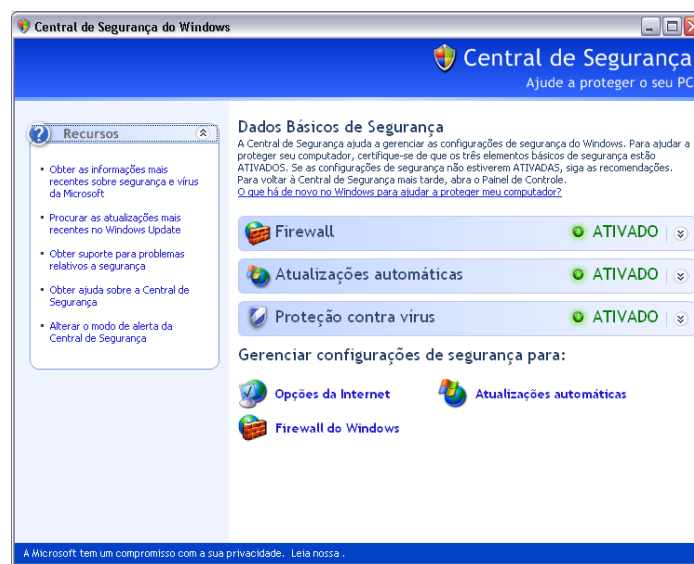 Central de Segurança do Windows
Central de Segurança
Ajude a proteger o seu PC
Recursos
• Obter as informações mais
recentes sobre segurança e vírus
da Microsoft
• Procurar as atualizações mais
recentes no Windows Update
• Obter suporte para problemas
relativos a segurança
• Obter ajuda sobre a Central de
Segurança
• Alterar o modo de alerta da
Central de Segurança
Dados Básicos de Segurança
A Central de Segurança ajuda a gerenciar as configurações de segurança do Windows. Para ajudar a
proteger seu computador, certifique-se de que os três elementos básicos de segurança estão
ATIVADOS. Se as configurações de segurança não estiverem ATIVADAS, siga as recomendações.
Para voltar à Central de Segurança mais tarde, abra o Painel de Controle.
O que há de novo no Windows para ajudar a proteger meu computador?
Firewall ATIVADO
Atualizações automáticas ATIVADO
Proteção contra vírus ATIVADO
Gerenciar configurações de segurança para:
Opções da Internet Atualizações automáticas
Firewall do Windows
A Microsoft tem um compromisso com a sua privacidade. Leia nossa .